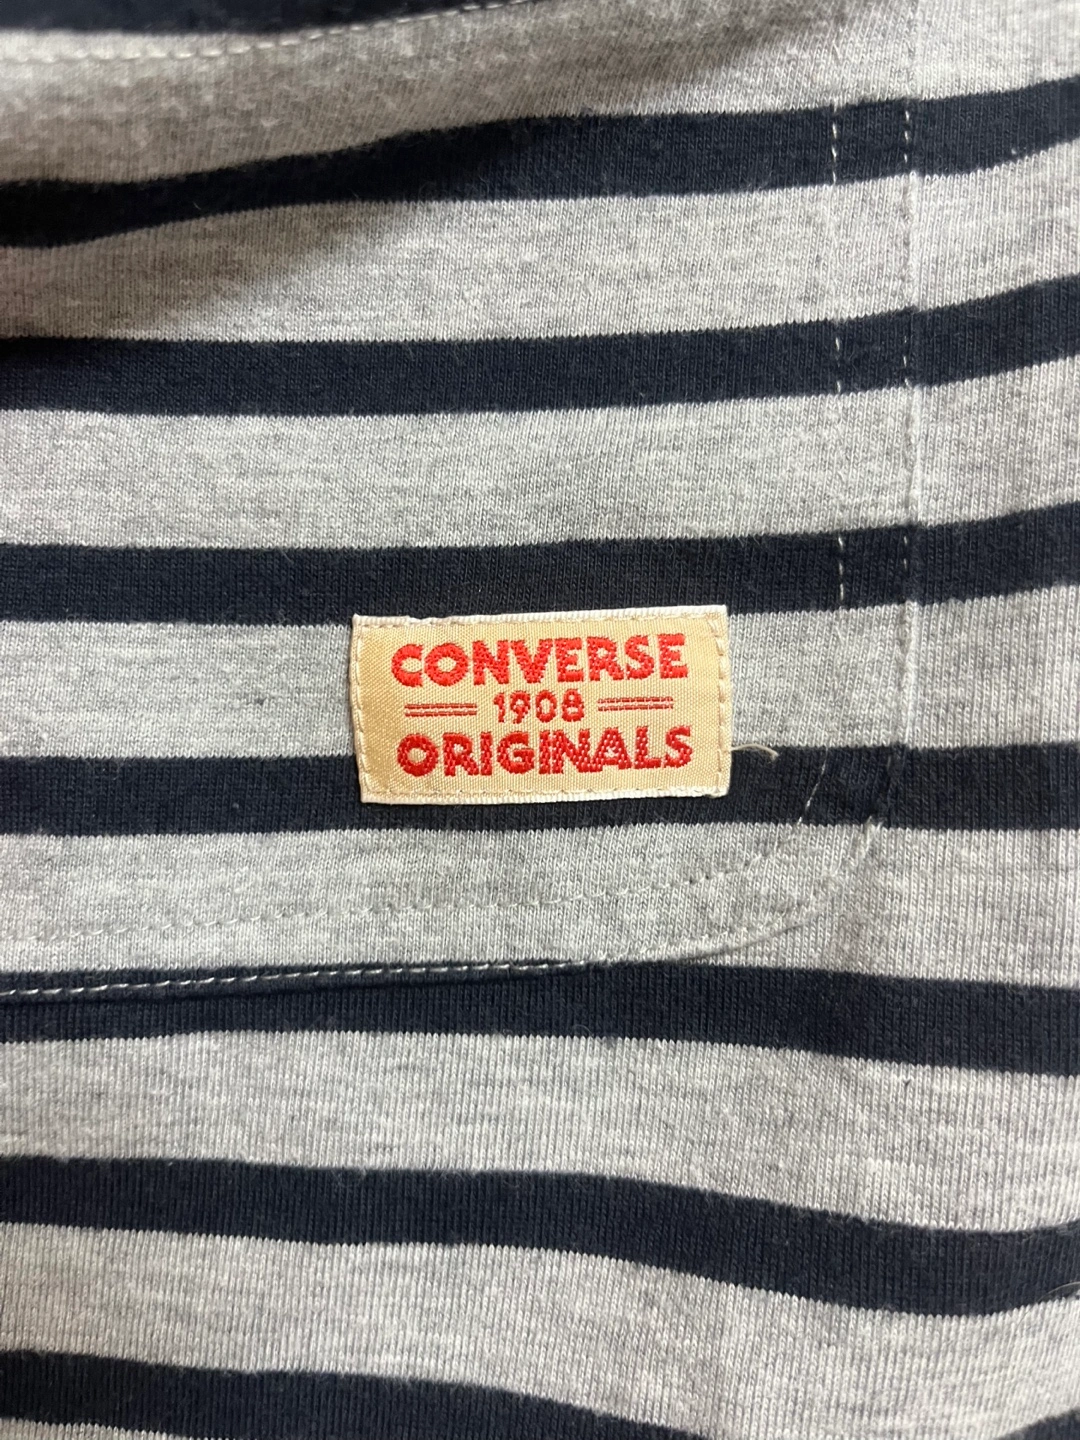 CONVERSE
1908
ORIGINALS